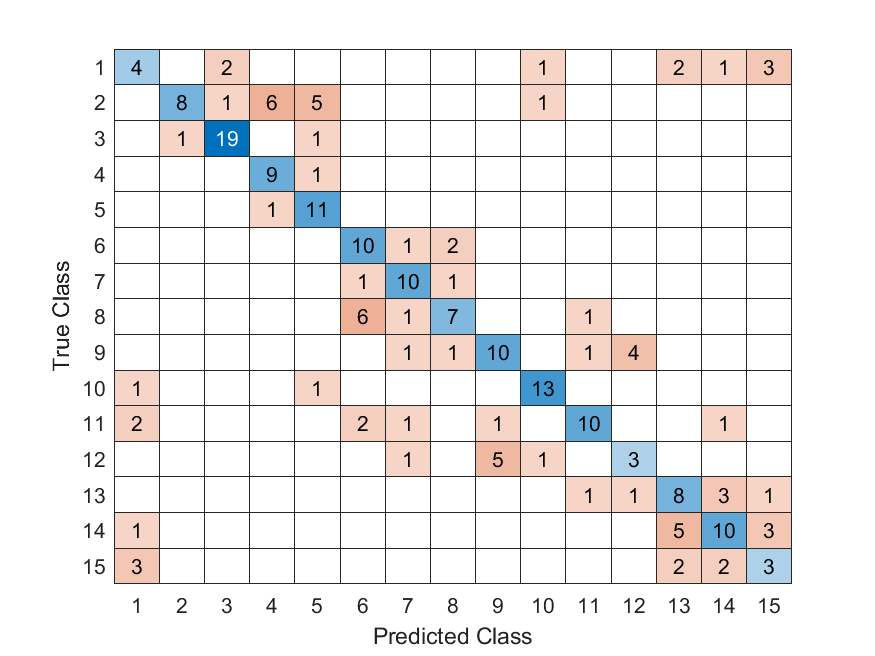 1 4 2 1 2 1 3
2 8 1 6 5 1
3 1 19 1
4 9 1
5 1 11
6 10 1 2
7 1 10 1
8 6 1 7 1
9 1 1 10 1 4
10 1 1 13
11 2 2 1 1 10 1
12 1 5 1 3
13 1 1 8 3 1
14 1 5 10 3
15 3 2 2 3
True Class
1 2 3 4 5 6 7 8 9 10 11 12 13 14 15
Predicted Class